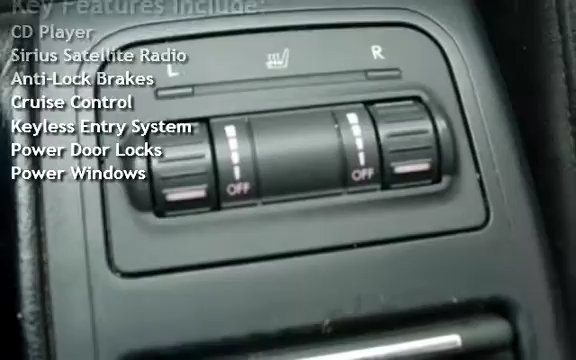 Key Features Include:
CD Player
Sirius Satellite Radio
Anti-Lock Brakes
Cruise Control
Keyless Entry System
Power Door Locks
Power Windows
L R
OFF OFF